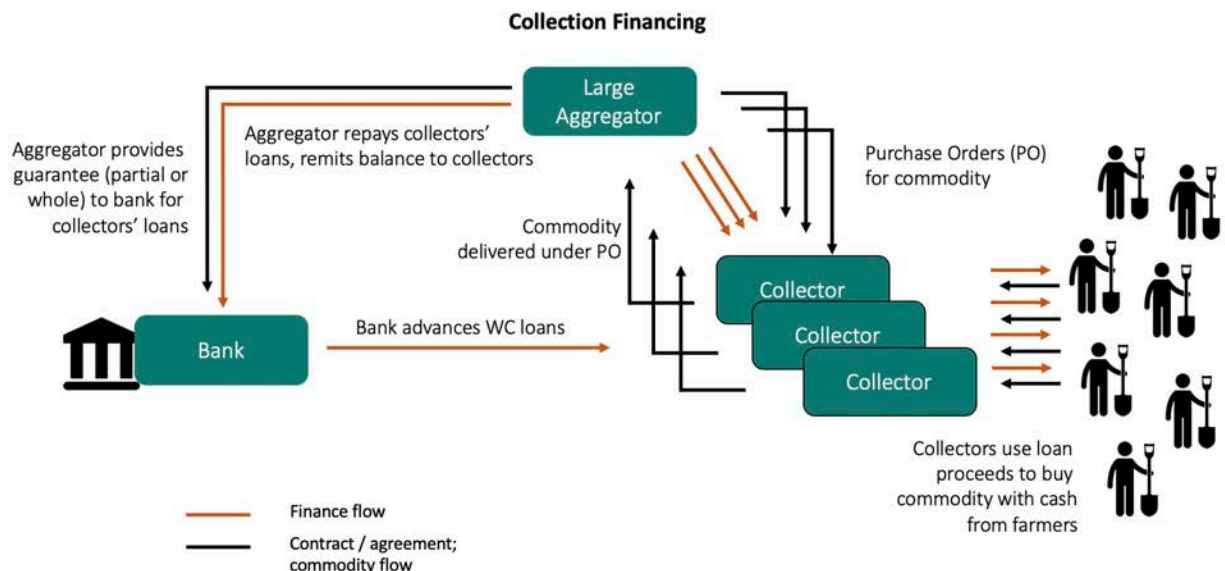 Collection Financing
Large
Aggregator
Aggregator repays collectors'
loans, remits balance to collectors
Aggregator provides
guarantee (partial or
whole) to bank for
collectors' loans
Purchase Orders (PO)
for commodity
Commodity
delivered under PO
Collector
Collector
Collector
Bank
Bank advances WC loans
Collectors use loan
proceeds to buy
commodity with cash
from farmers
Finance flow
Contract / agreement;
commodity flow